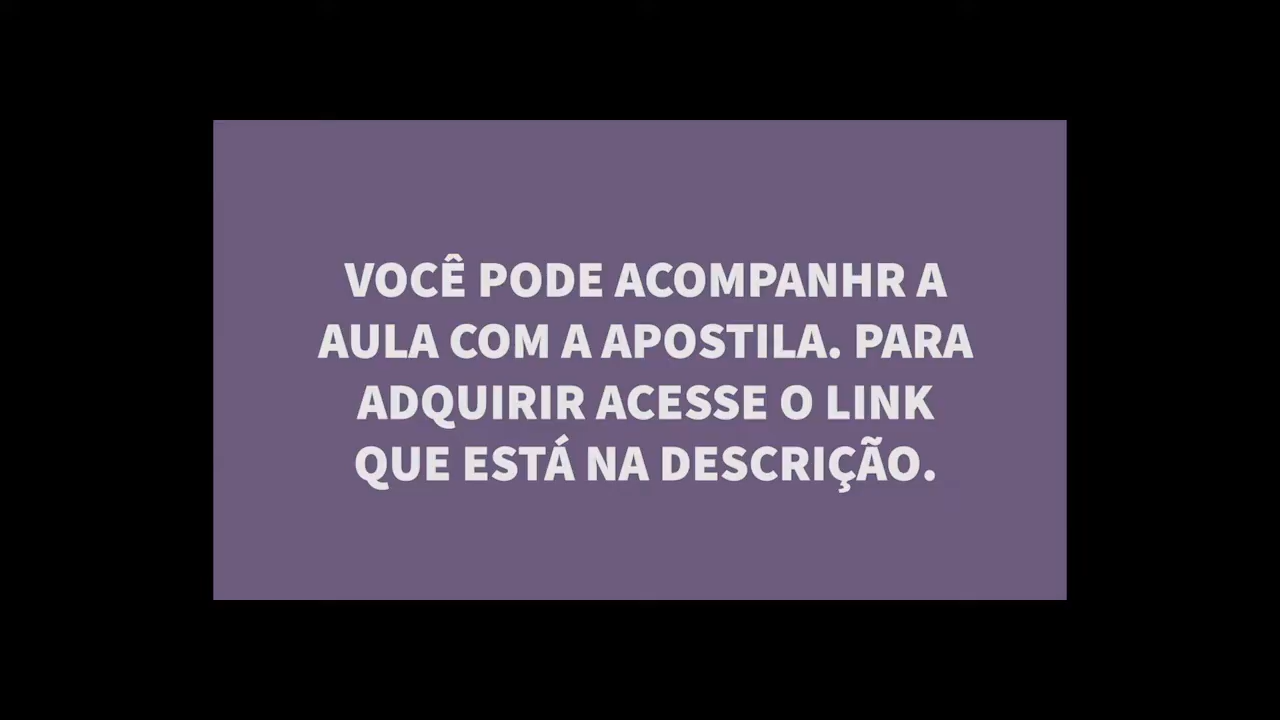 VOCÊ PODE ACOMPANHR A
AULA COM A APOSTILA. PARA
ADQUIRIR ACESSE O LINK
QUE ESTÁ NA DESCRIÇÃO.